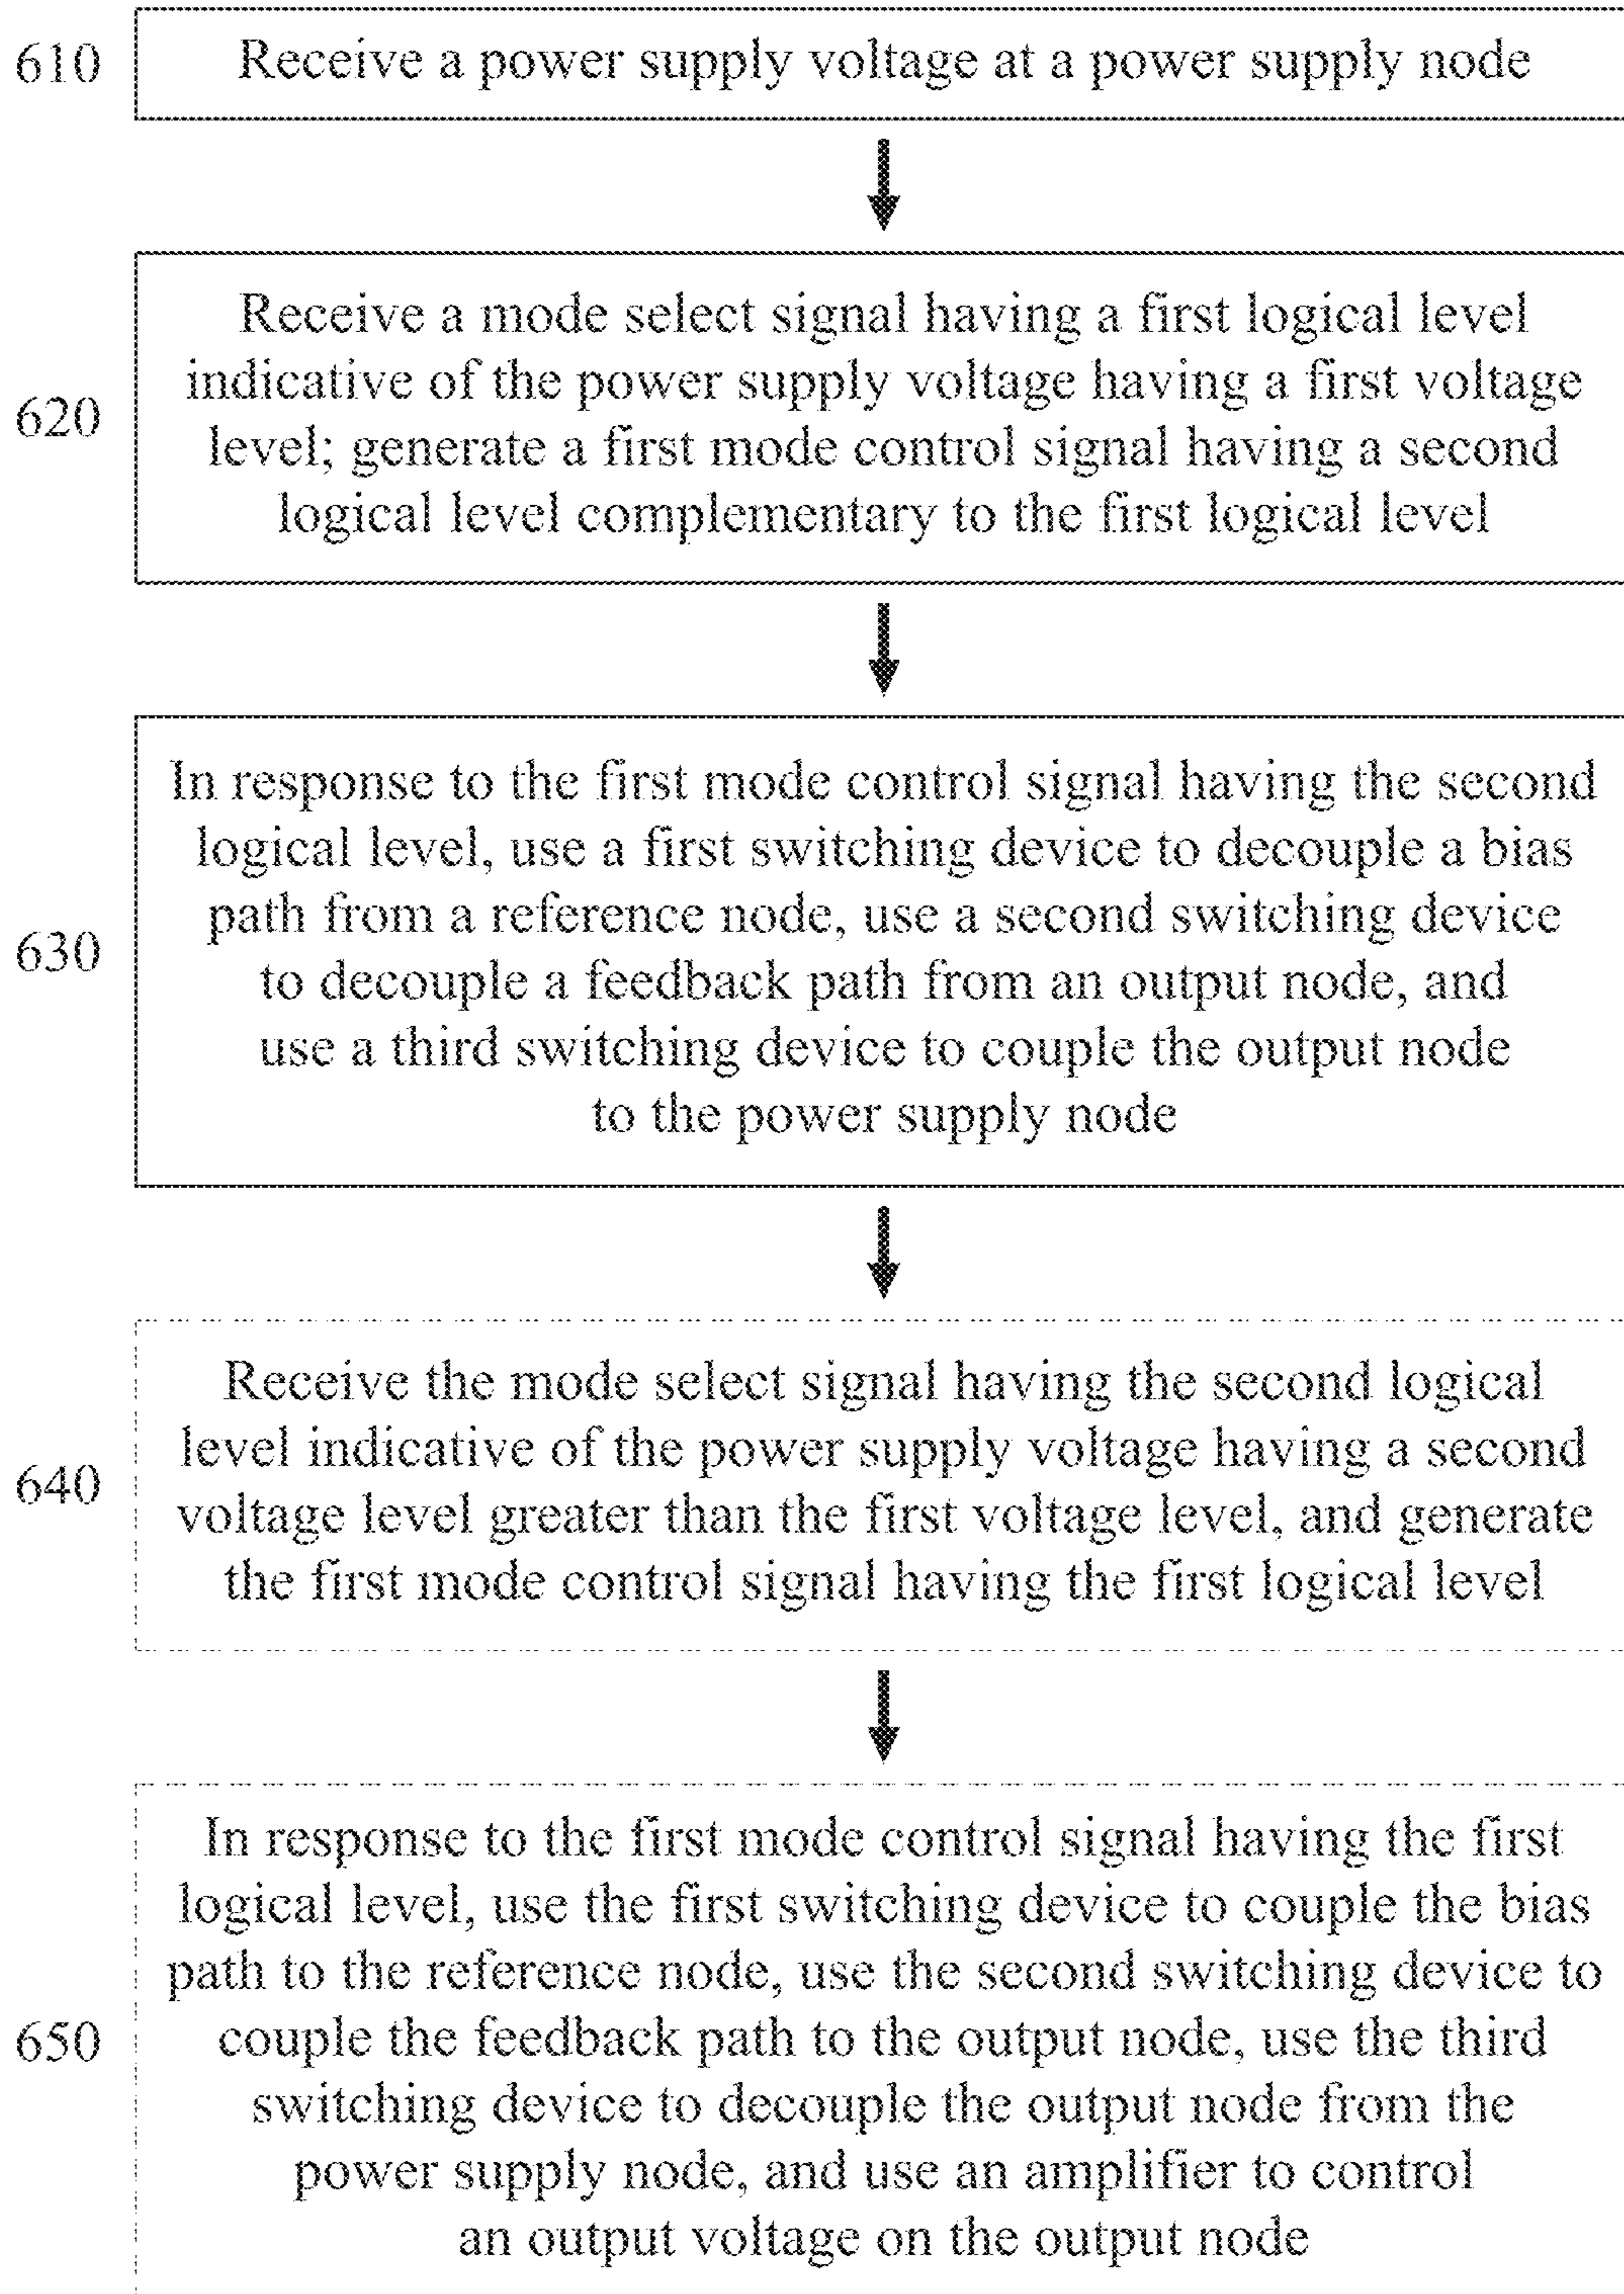 610
Receive a power supply voltage at a power supply node
620
Receive a mode select signal having a first logical level
indicative of the power supply voltage having a first voltage
level; generate a first mode control signal having a second
logical level complementary to the first logical level
630
In response to the first mode control signal having the second
logical level, use a first switching device to decouple a bias
path from a reference node, use a second switching device
to decouple a feedback path from an output node, and
use a third switching device to couple the output node
to the power supply node
640
Receive the mode select signal having the second logical
level indicative of the power supply voltage having a second
voltage level greater than the first voltage level, and generate
the first mode control signal having the first logical level
650
In response to the first mode control signal having the first
logical level, use the first switching device to couple the bias
path to the reference node, use the second switching device to
couple the feedback path to the output node, use the third
switching device to decouple the output node from the
power supply node, and use an amplifier to control
an output voltage on the output node